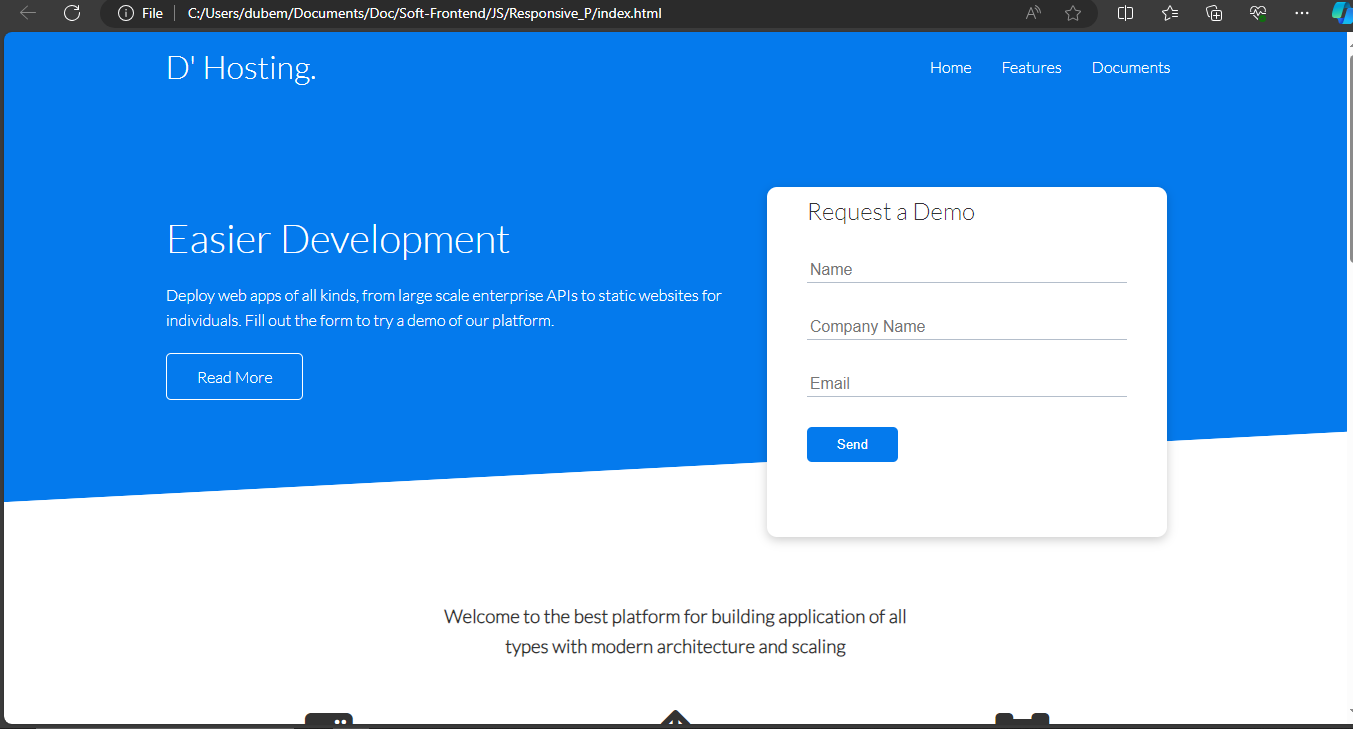 File
C:/Users/dubem/Documents/Doc/Soft-Frontend/JS/Responsive_P/index.html
D' Hosting.
Home
Features
Documents
Easier Development
Deploy web apps of all kinds, from large scale enterprise APIs to static websites for
individuals. Fill out the form to try a demo of our platform.
Read More
Request a Demo
Name
Company Name
Email
Send
Welcome to the best platform for building application of all
types with modern architecture and scaling